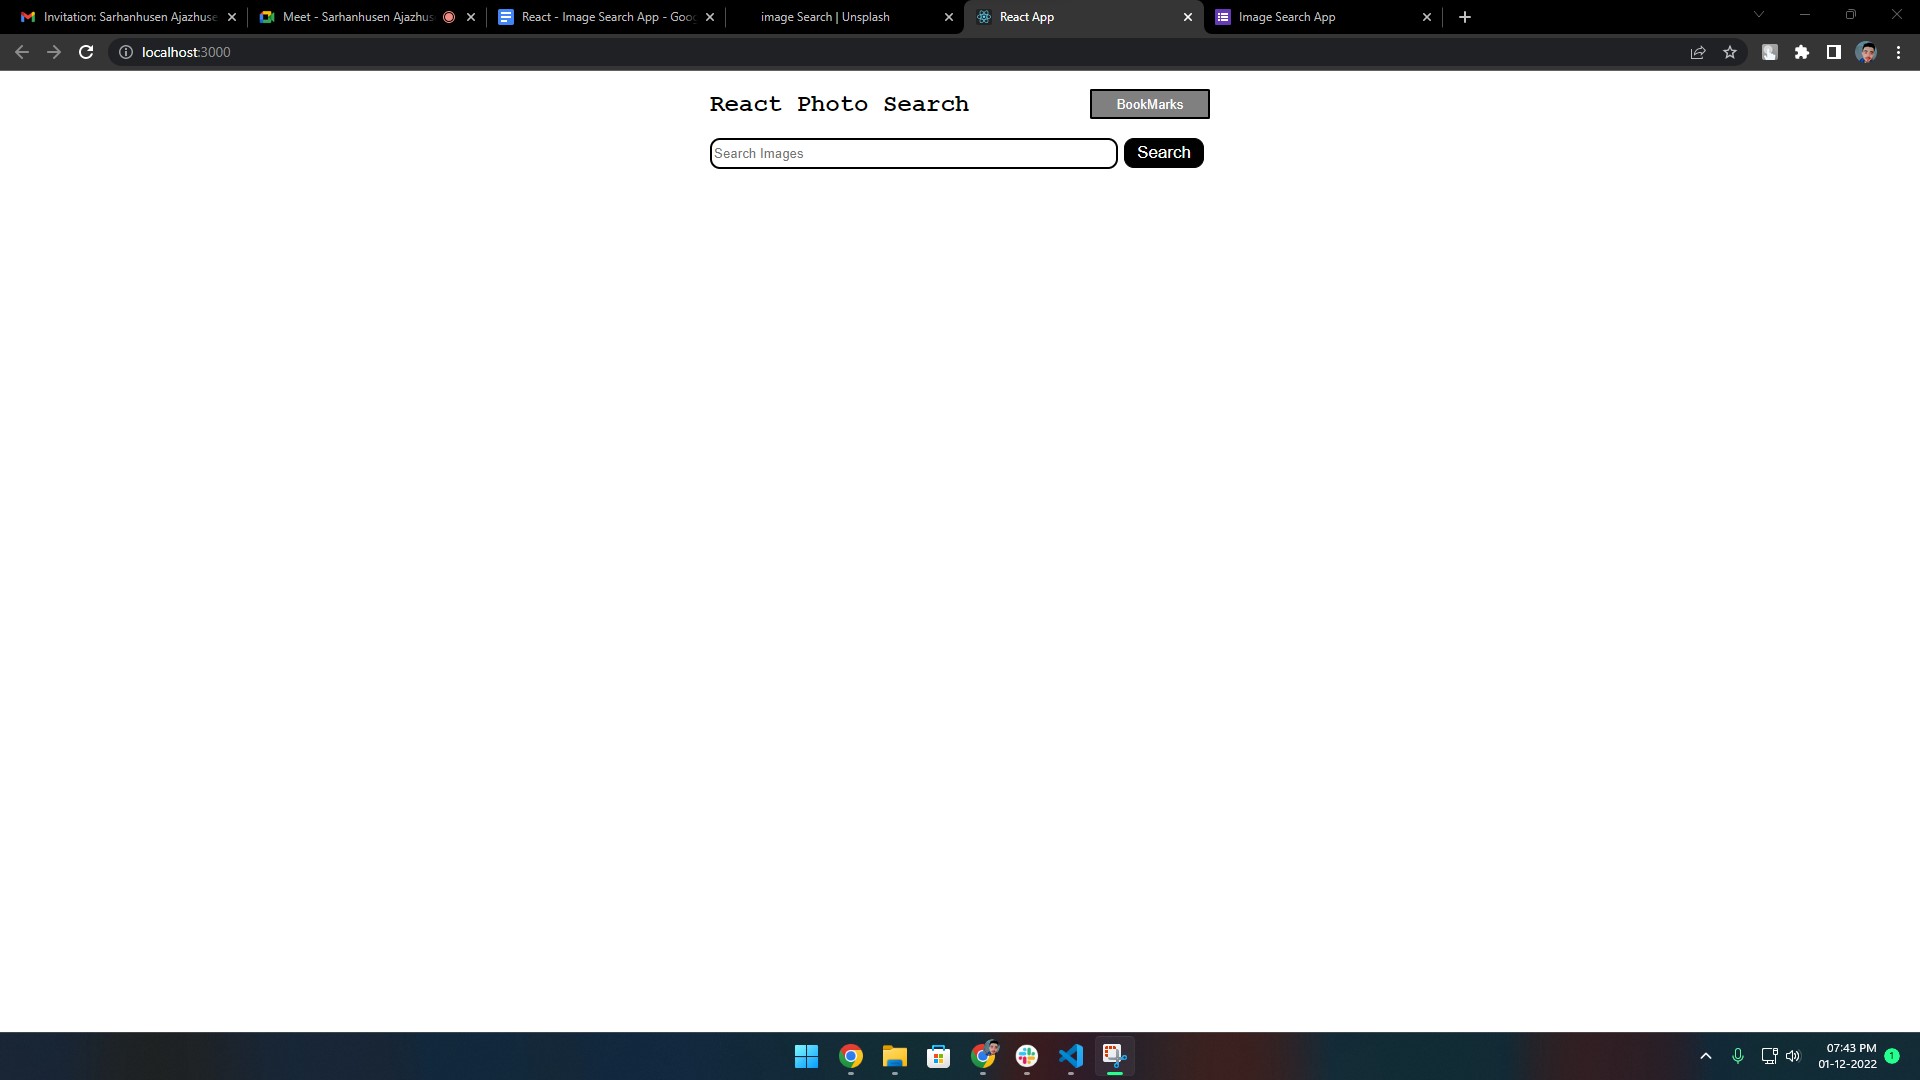 Invitation: Sarhanhusen Ajazhuse
Meet - Sarhanhusen Ajazhus
React - Image Search App - Goo
image Search | Unsplash
React App
Image Search App
localhost:3000
React Photo Search
BookMarks
Search Images
Search
07:43 PM
01-12-2022
1